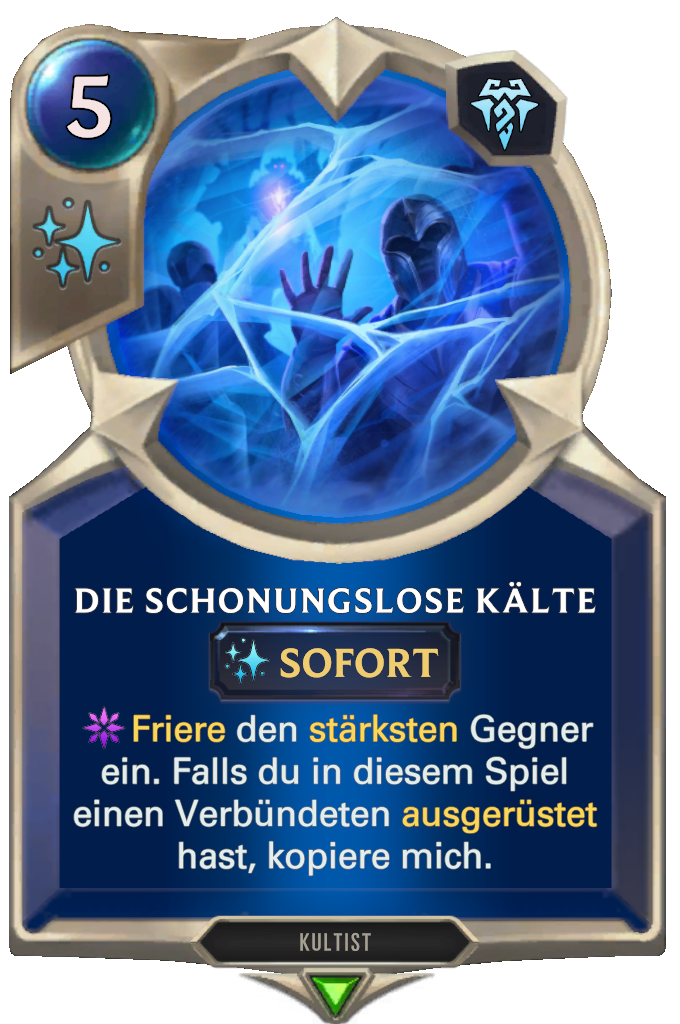 5
DIE SCHONUNGSLOSE KÄLTE
SOFORT
Friere den stärksten Gegner
ein. Falls du in diesem Spiel
einen Verbündeten ausgerüstet
hast, kopiere mich.
KULTIST